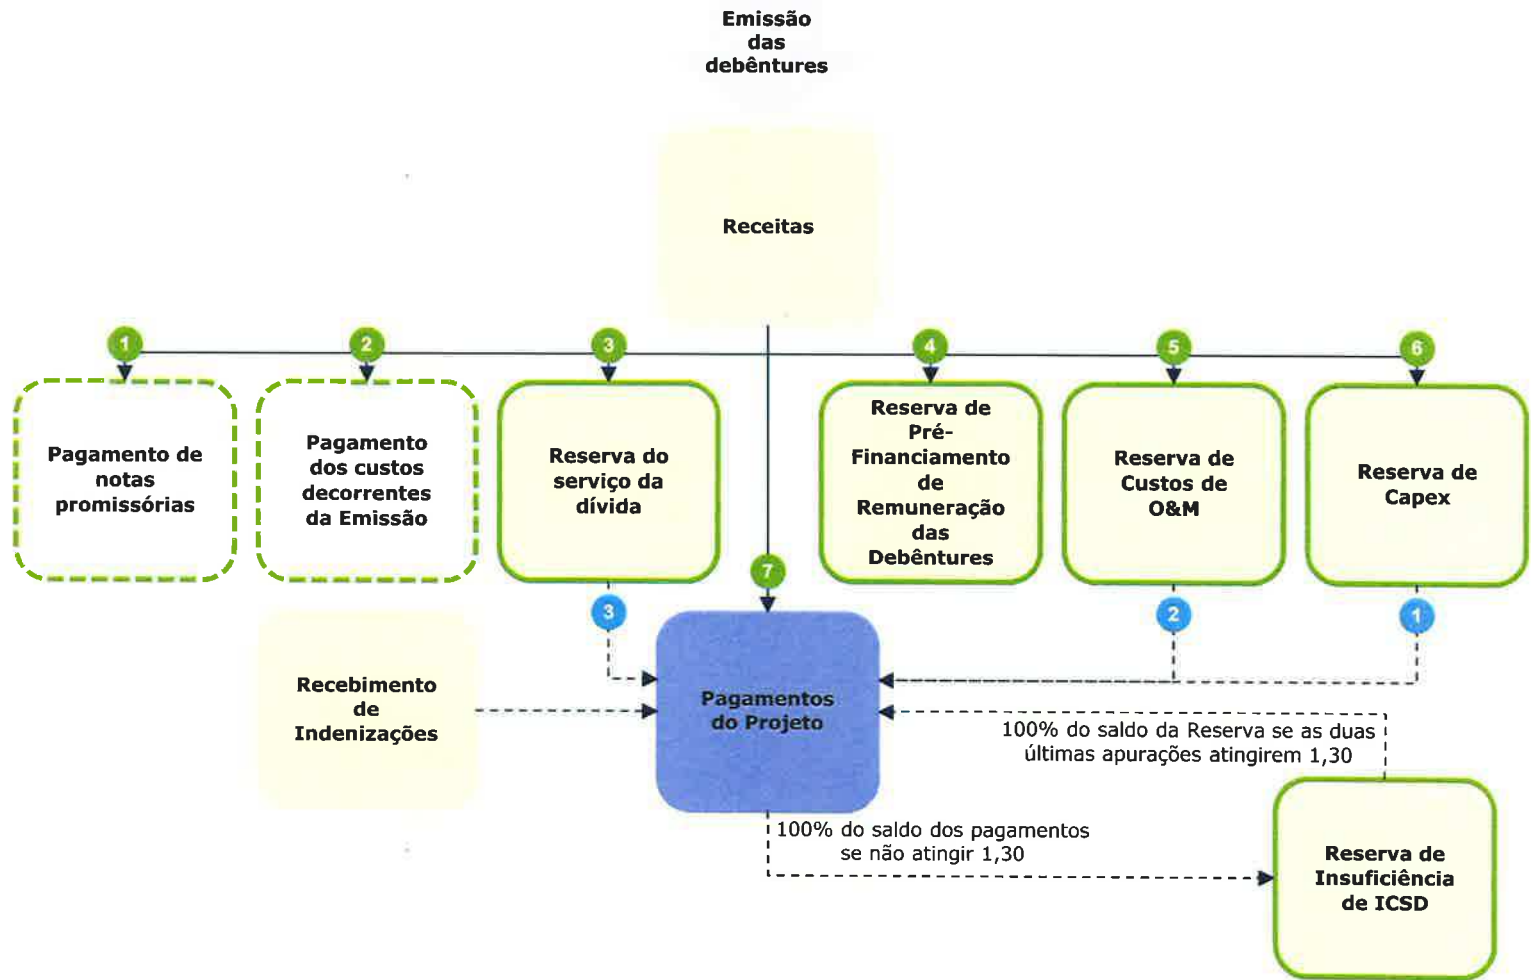 Emissão
das
debêntures
Receitas
1
2
3
4
5
6
Pagamento de
notas
promissórias
Pagamento
dos custos
decorrentes
da Emissão
Reserva do
serviço da
dívida
Reserva de
Pré-
Financiamento
de
Remuneração
das
Debêntures
Reserva de
Custos de
O&M
Reserva de
Capex
7
3
2
1
Recebimento
de
Indenizações
Pagamentos
do Projeto
100% do saldo da Reserva se as duas
últimas apurações atingirem 1,30
100% do saldo dos pagamentos
se não atingir 1,30
Reserva de
Insuficiência
de ICSD